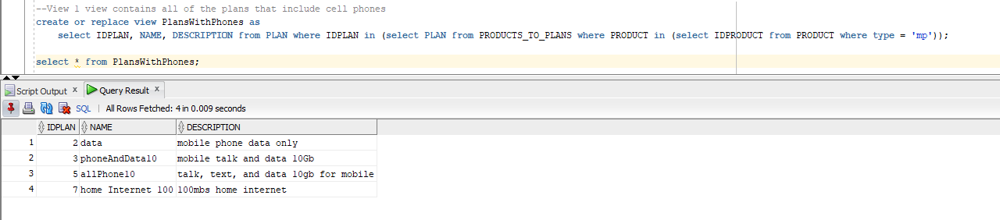 --View 1 view contains all of the plans that include cell phones
create or replace view PlansWithPhones as
select IDPLAN, NAME, DESCRIPTION from PLAN where IDPLAN in (select PLAN from PRODUCTS_TO_PLANS where PRODUCT in (select IDPRODUCT from PRODUCT where type = 'mp'));
select * from PlansWithPhones;
Script Output x Query Result x
SQL | All Rows Fetched: 4 in 0.009 seconds
IDPLAN NAME DESCRIPTION
1 2 data mobile phone data only
2 3 phoneAndData10 mobile talk and data 10Gb
3 5 allPhone10 talk, text, and data 10gb for mobile
4 7 home Internet 100 100mbs home internet